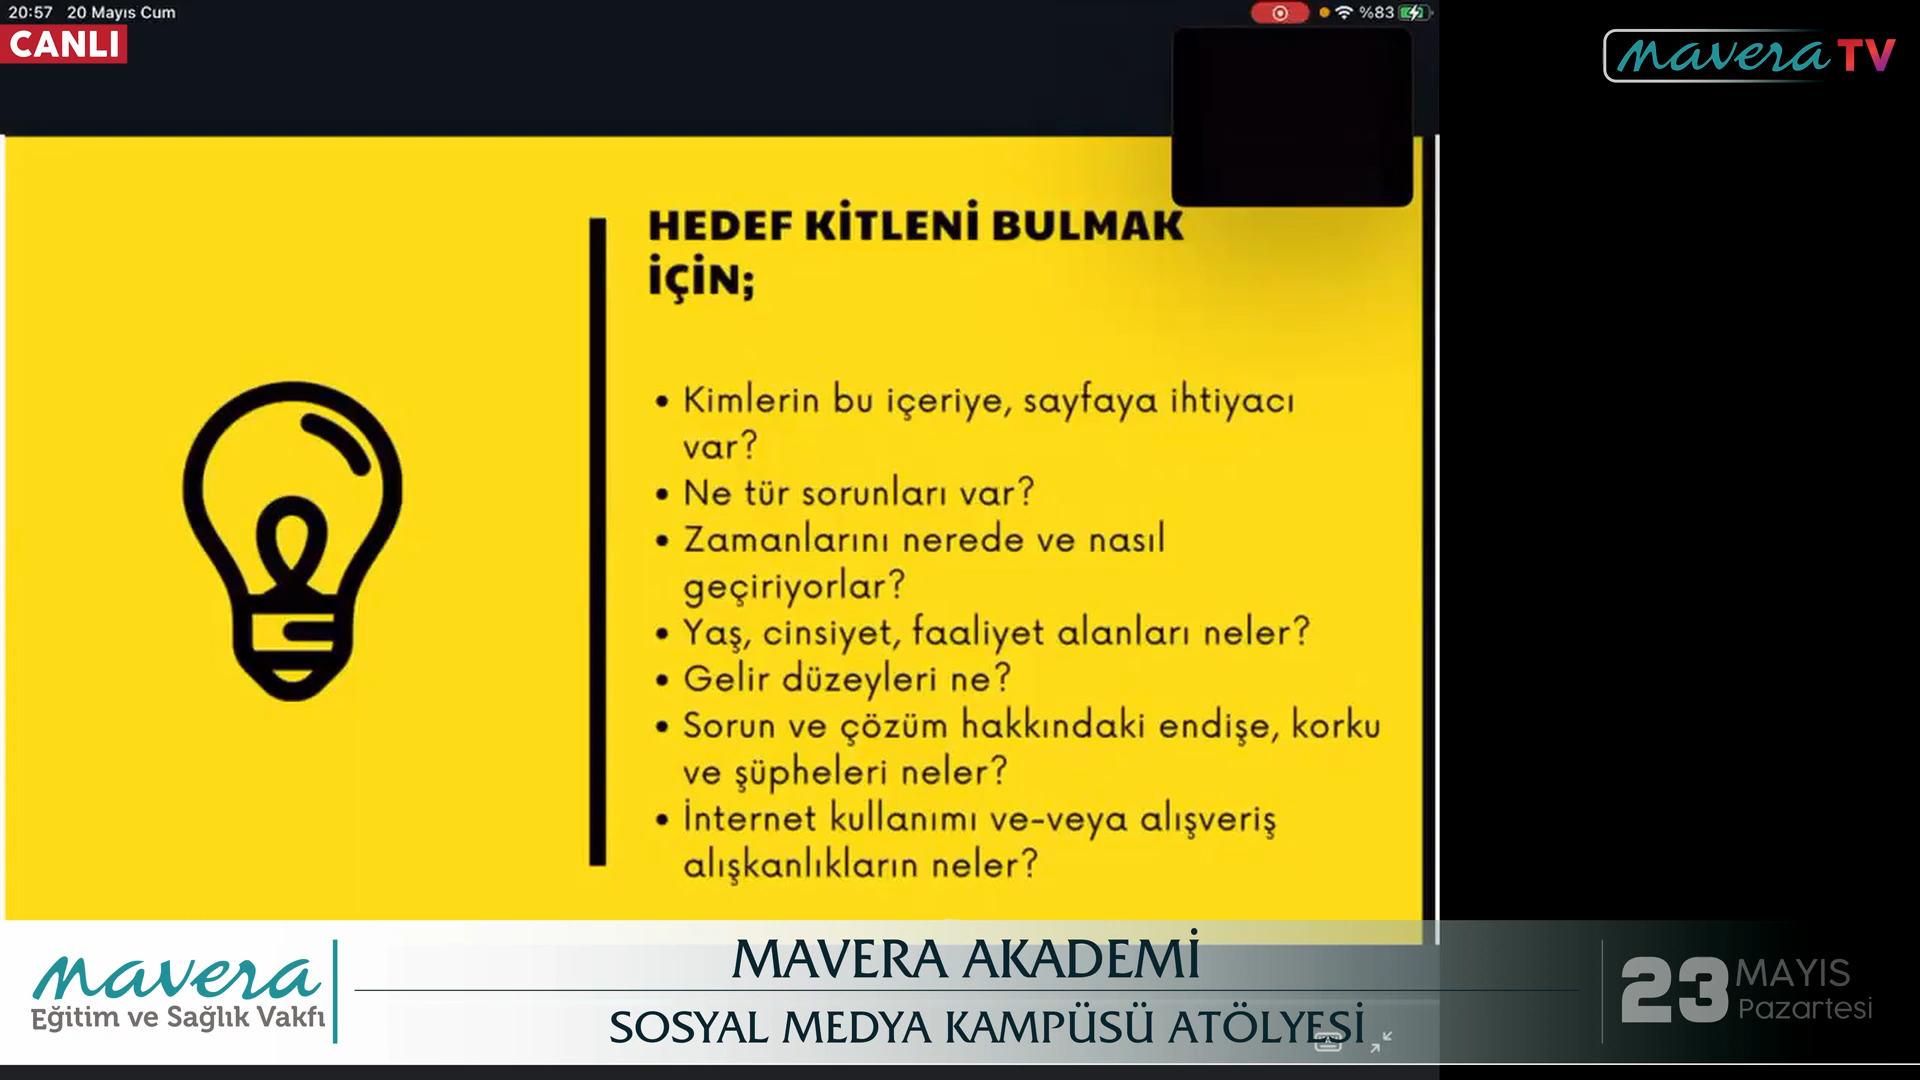 20:57 20 Mayıs Cum
%83
CANLI
mavera TV
HEDEF KİTLENİ BULMAK
İÇİN;
• Kimlerin bu içeriye, sayfaya ihtiyacı
var?
• Ne tür sorunları var?
• Zamanlarını nerede ve nasıl
geçiriyorlar?
• Yaş, cinsiyet, faaliyet alanları neler?
• Gelir düzeyleri ne?
• Sorun ve çözüm hakkındaki endişe, korku
ve şüpheleri neler?
• İnternet kullanımı ve-veya alışveriş
alışkanlıkların neler?
mavera
Eğitim ve Sağlık Vakfı
MAVERA AKADEMİ
SOSYAL MEDYA KAMPÜSÜ ATÖLYESİ
23 MAYIS
Pazartesi